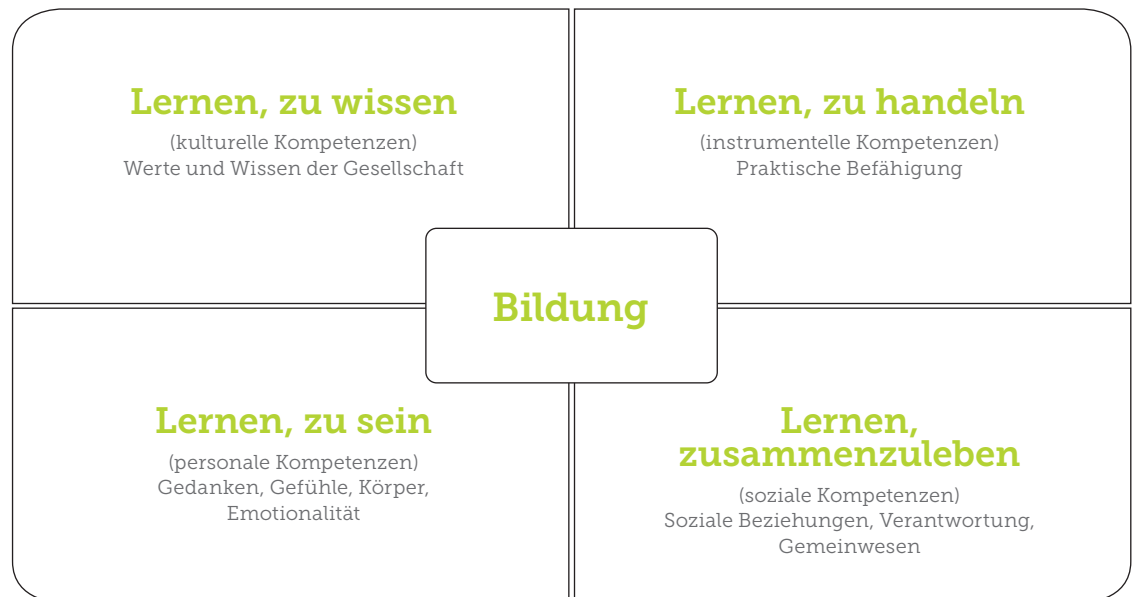 Lernen, zu wissen
(kulturelle Kompetenzen)
Werte und Wissen der Gesellschaft
Lernen, zu handeln
(instrumentelle Kompetenzen)
Praktische Befähigung
Bildung
Lernen, zu sein
(personale Kompetenzen)
Gedanken, Gefühle, Körper,
Emotionalität
Lernen,
zusammenzuleben
(soziale Kompetenzen)
Soziale Beziehungen, Verantwortung,
Gemeinwesen